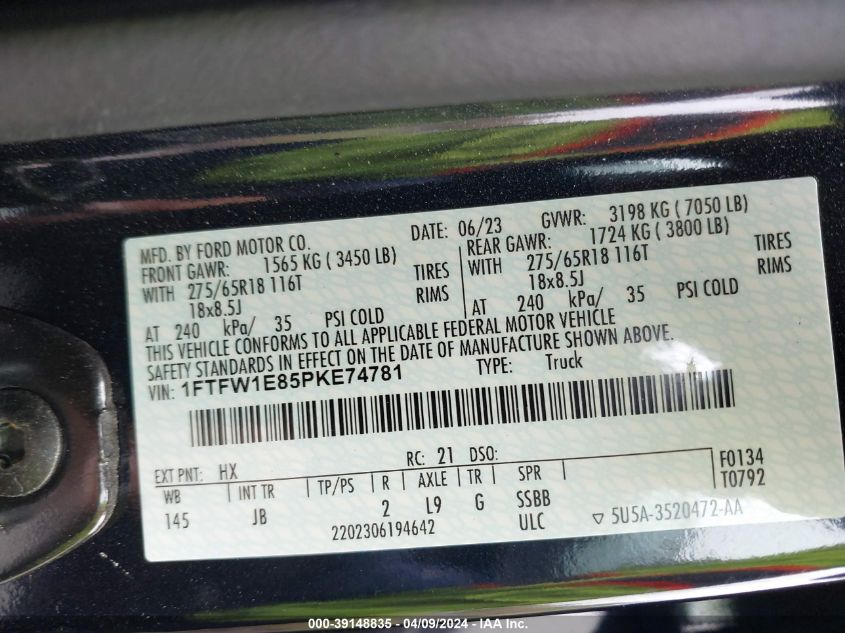 MFD. BY FORD MOTOR CO. DATE: 06/23 GVWR: 3198 KG ( 7050 LB)
FRONT GAWR: 1565 KG ( 3450 LB) REAR GAWR: 1724 KG ( 3800 LB)
WITH 275/65R18 116T TIRES WITH 275/65R18 116T TIRES
18x8.5J RIMS 18x8.5J RIMS
AT 240 kPa/ 35 PSI COLD AT 240 kPa/ 35 PSI COLD
THIS VEHICLE CONFORMS TO ALL APPLICABLE FEDERAL MOTOR VEHICLE
SAFETY STANDARDS IN EFFECT ON THE DATE OF MANUFACTURE SHOWN ABOVE.
VIN: 1FTFW1E85PKE74781 TYPE: Truck
EXT PNT: HX RC: 21 DSO: F0134
WB INT TR TP/PS R AXLE TR SPR T0792
145 JB 2 L9 G SSBB
2202306194642 ULC ▽ 5U5A-3520472-AA
000-39148835 - 04/09/2024 - IAA Inc.